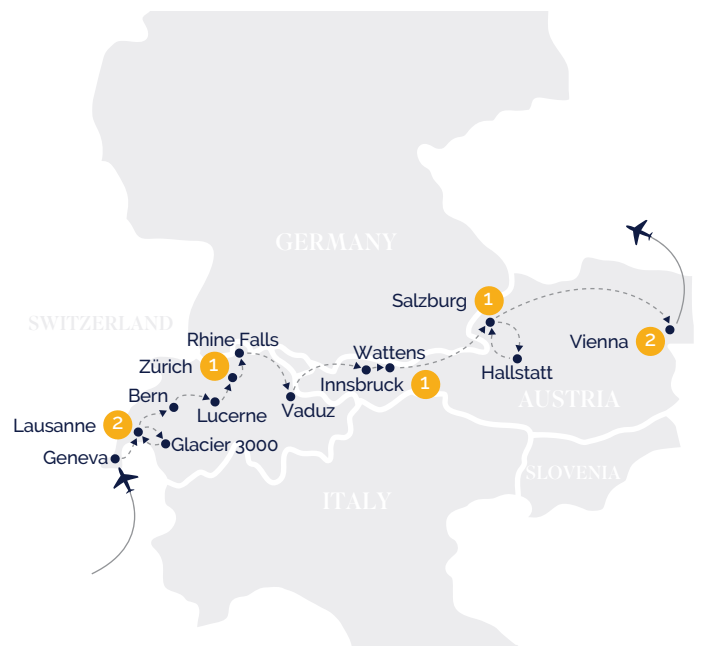 GERMANY
Salzburg 1
SWITZERLAND
Rhine Falls
Vienna 2
Wattens
Zürich 1
Hallstatt
Innsbruck 1
Bern
AUSTRIA
Vaduz
Lucerne
Lausanne 2
Glacier 3000
Geneva
SLOVENIA
ITALY